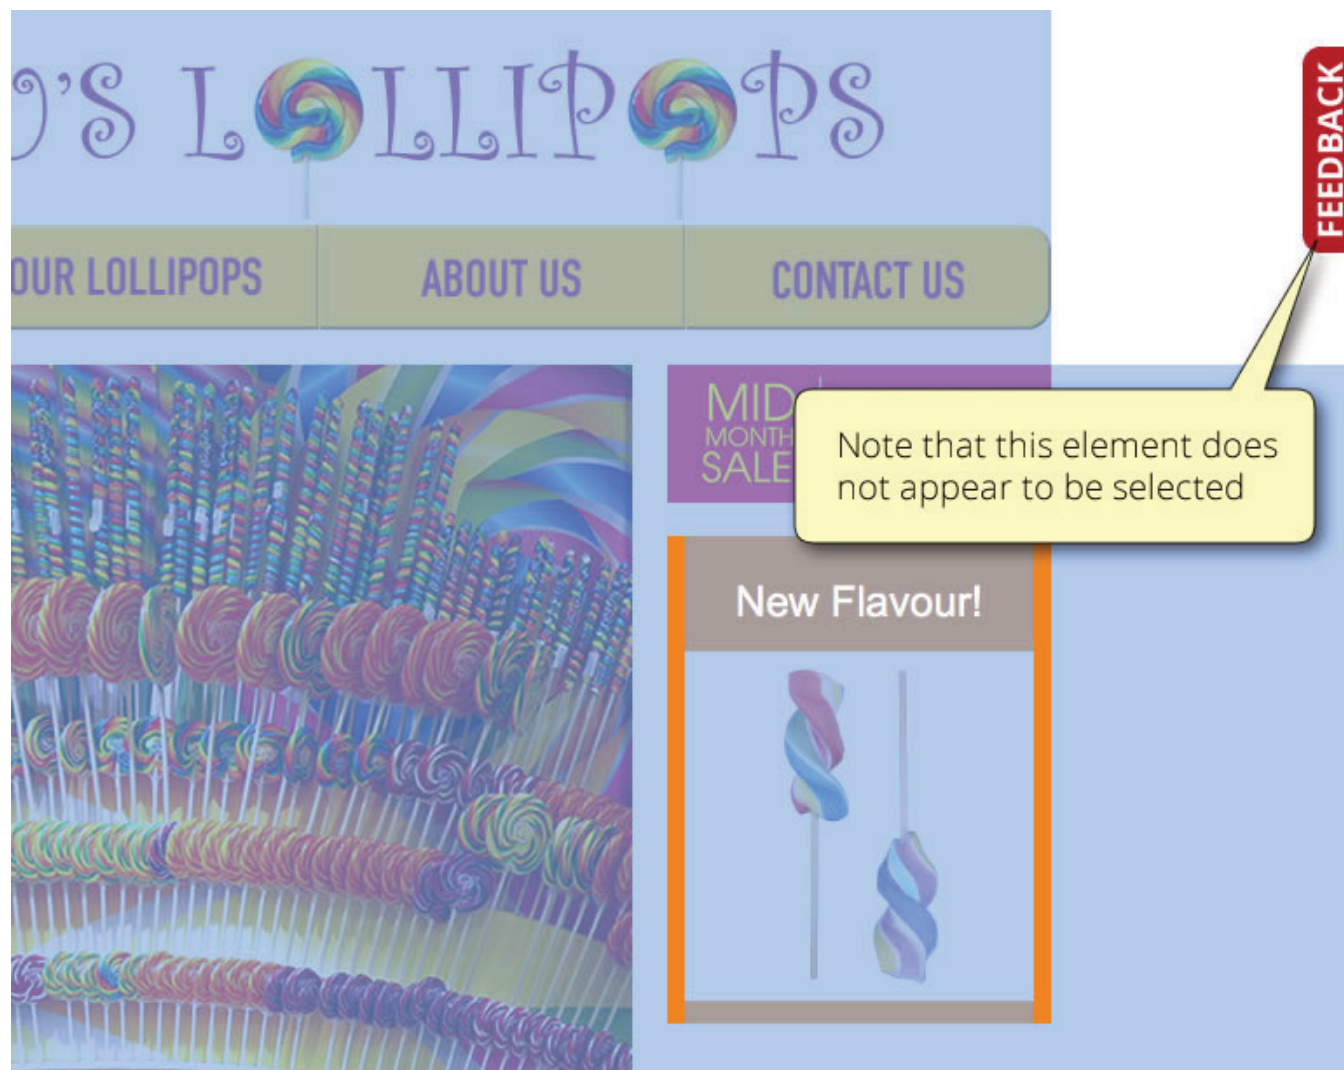 'S LOLLIPOPS
FEEDBACK
OUR LOLLIPOPS
ABOUT US
CONTACT US
MID
MONTH
SALE
Note that this element does
not appear to be selected
New Flavour!